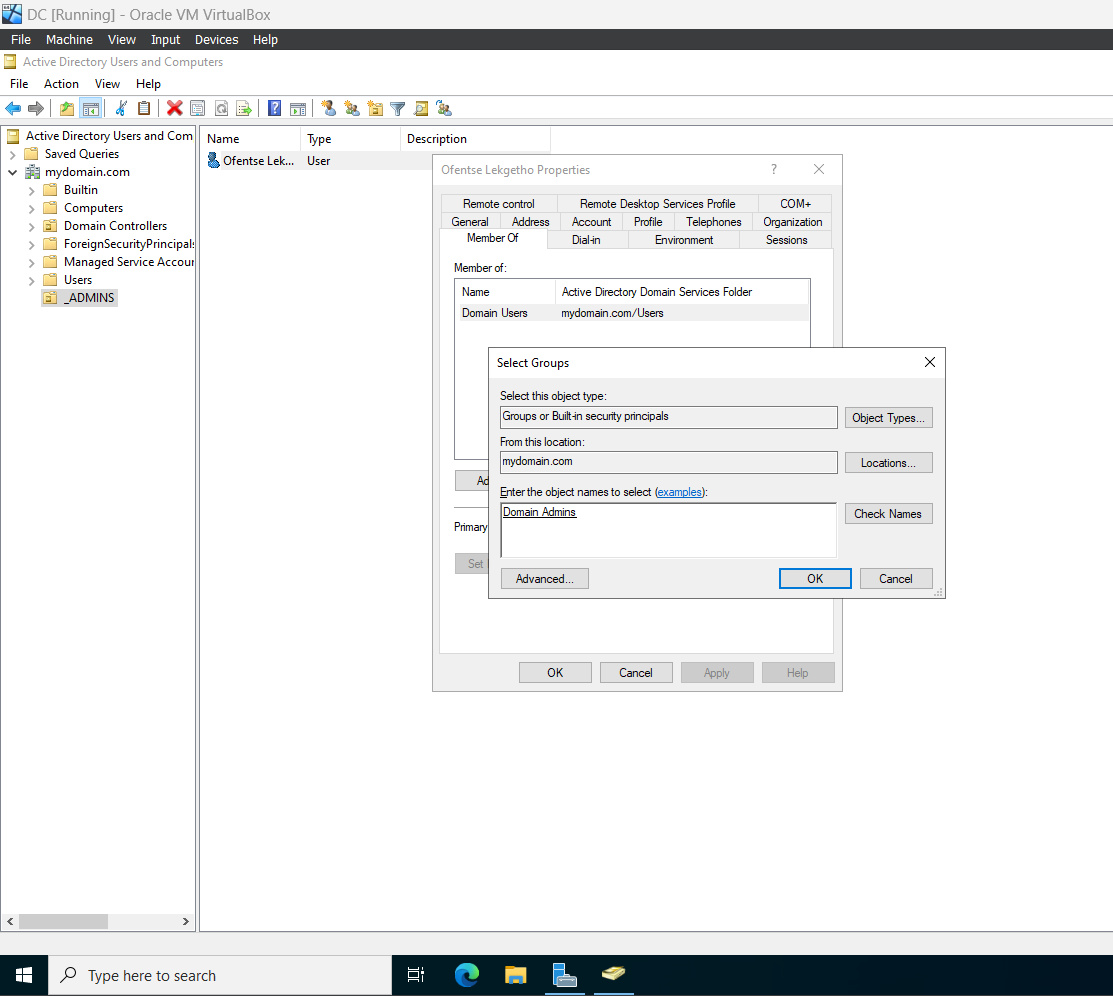 DC [Running] - Oracle VM VirtualBox
File Machine View Input Devices Help
Active Directory Users and Computers
File Action View Help
Active Directory Users and Com
Saved Queries
mydomain.com
Builtin
Computers
Domain Controllers
ForeignSecurityPrincipals
Managed Service Accour
Users
_ADMINS
Name Type Description
Ofentse Lek... User
Ofentse Lekgetho Properties
Remote control Remote Desktop Services Profile COM+
General Address Account Profile Telephones Organization
Member Of Dial-in Environment Sessions
Member of:
Name Active Directory Domain Services Folder
Domain Users mydomain.com/Users
Ad
Primary
Set
OK Cancel Apply Help
Select Groups
Select this object type:
Groups or Built-in security principals Object Types...
From this location:
mydomain.com Locations...
Enter the object names to select (examples):
Domain Admins Check Names
Advanced... OK Cancel
Type here to search